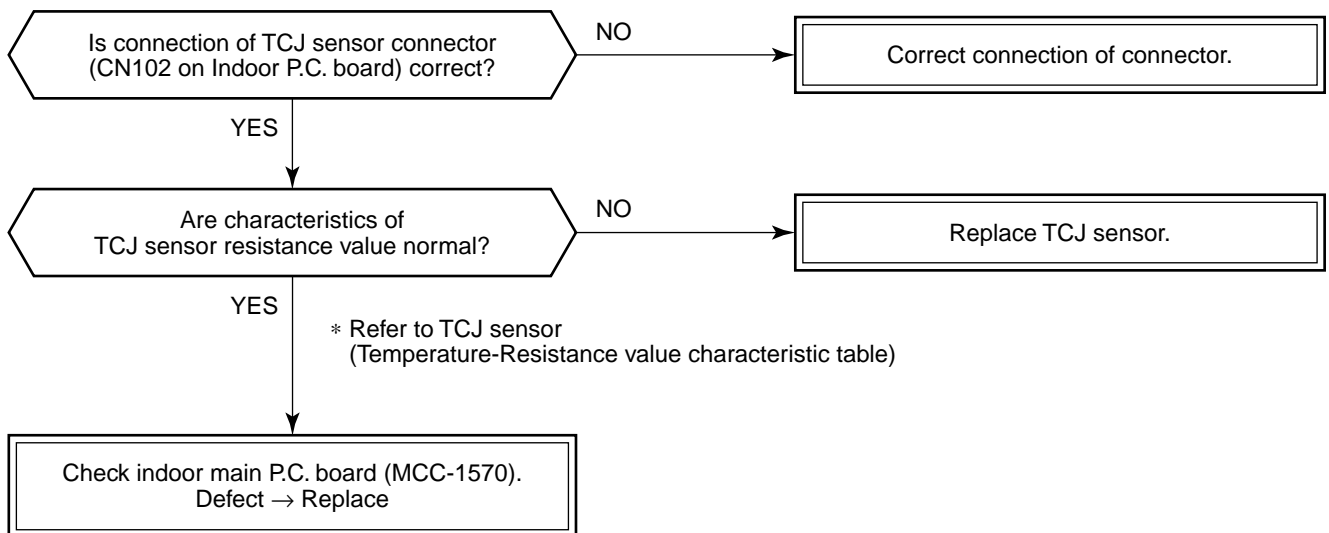 Is connection of TCJ sensor connector
(CN102 on Indoor P.C. board) correct?
NO
Correct connection of connector.
YES
Are characteristics of
TCJ sensor resistance value normal?
NO
Replace TCJ sensor.
YES
* Refer to TCJ sensor
(Temperature-Resistance value characteristic table)
Check indoor main P.C. board (MCC-1570).
Defect → Replace